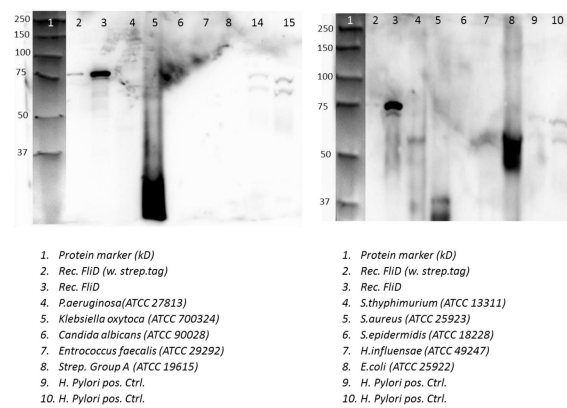 250
150
100
75
50
37
1 2 3 4 5 6 7 8 14 15
250
150
100
75
50
37
1 2 3 4 5 6 7 8 9 10
1. Protein marker (kD)
2. Rec. FliD (w. strep.tag)
3. Rec. FliD
4. P.aeruginosa(ATCC 27813)
5. Klebsiella oxytoca (ATCC 700324)
6. Candida albicans (ATCC 90028)
7. Entrococcus faecalis (ATCC 29292)
8. Strep. Group A (ATCC 19615)
9. H. Pylori pos. Ctrl.
10. H. Pylori pos. Ctrl.
1. Protein marker (kD)
2. Rec. FliD (w. strep.tag)
3. Rec. FliD
4. S.thyphimurium (ATCC 13311)
5. S.aureus (ATCC 25923)
6. S.epidermidis (ATCC 18228)
7. H.influensae (ATCC 49247)
8. E.coli (ATCC 25922)
9. H. Pylori pos. Ctrl.
10. H. Pylori pos. Ctrl.